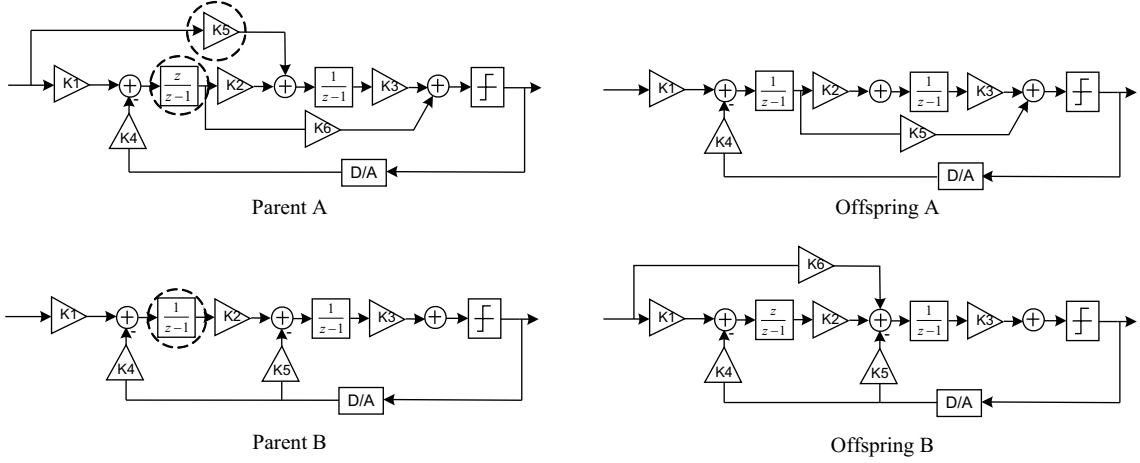 K5
K1
z
z−1
K2
1
z−1
K3
K6
K4
D/A
Parent A
K1
1
z−1
K2
1
z−1
K3
K5
K4
D/A
Offspring A
K1
1
z−1
K2
1
z−1
K3
K4
K5
D/A
Parent B
K6
K1
z
z−1
K2
1
z−1
K3
K4
K5
D/A
Offspring B